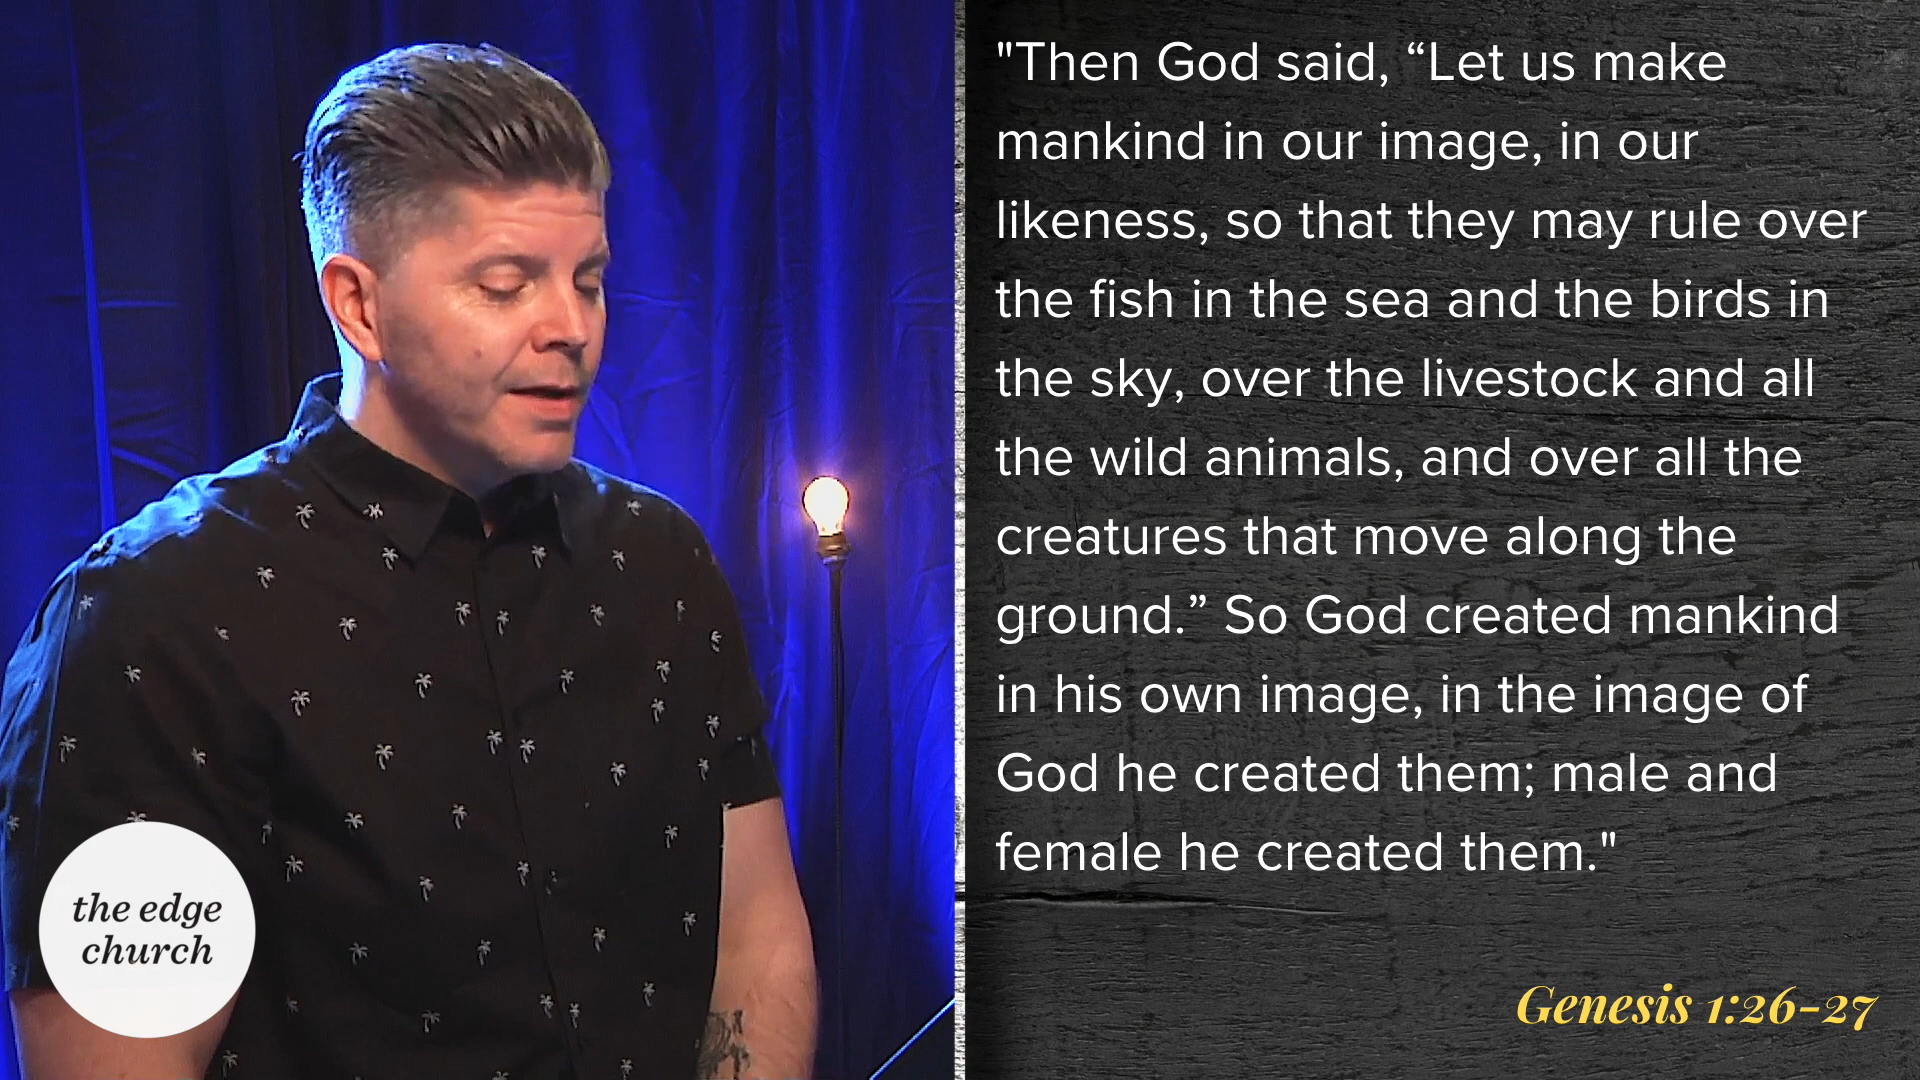 "Then God said, “Let us make
mankind in our image, in our
likeness, so that they may rule over
the fish in the sea and the birds in
the sky, over the livestock and all
the wild animals, and over all the
creatures that move along the
ground.” So God created mankind
in his own image, in the image of
God he created them; male and
female he created them."
Genesis 1:26-27
the edge
church